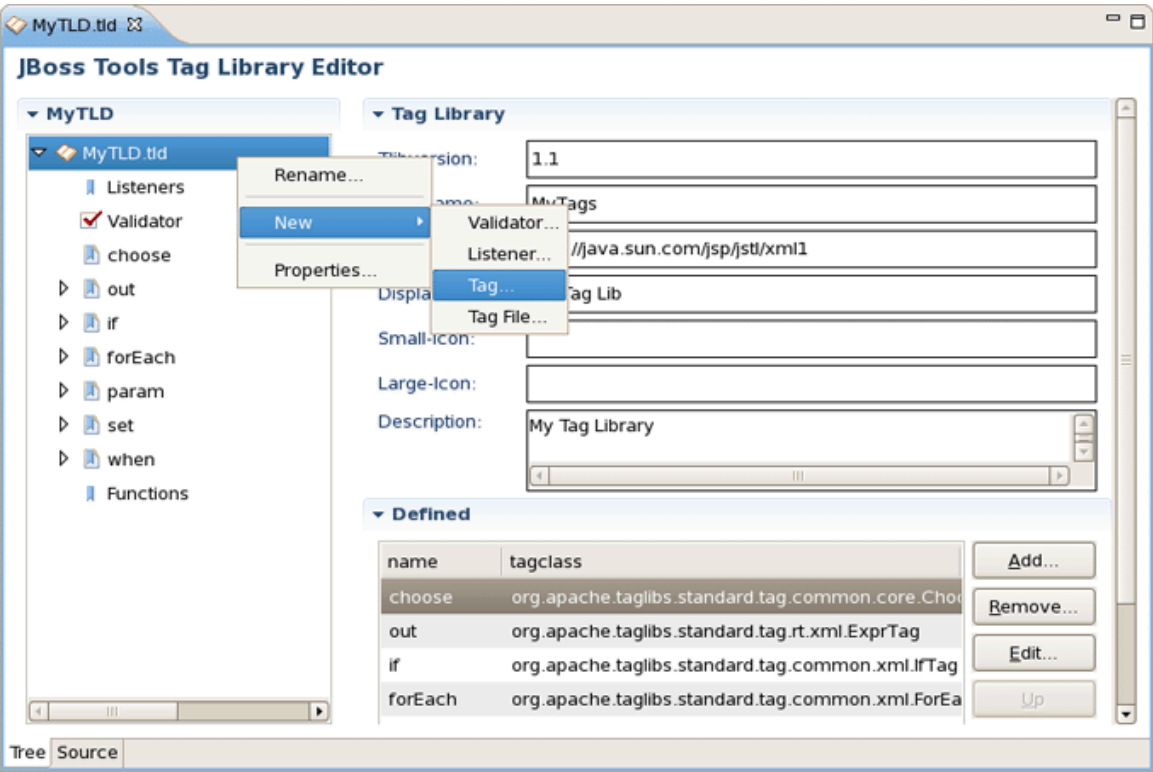 MyTLD.tld
JBoss Tools Tag Library Editor
MyTLD
MyTLD.tld
Listeners
Validator
choose
out
if
forEach
param
set
when
Functions
Rename...
New
Properties...
Validator...
Listener...
Tag...
Tag File...
Tag Library
1.1
MyTags
//java.sun.com/jsp/jstl/xml1
Displa
Tag Lib
Small-Icon:
Large-Icon:
Description:
My Tag Library
Defined
name tagclass
choose org.apache.taglibs.standard.tag.common.core.Choo
out org.apache.taglibs.standard.tag.rt.xml.ExprTag
if org.apache.taglibs.standard.tag.common.xml.IfTag
forEach org.apache.taglibs.standard.tag.common.xml.ForEa
Add...
Remove...
Edit...
Up
Tree Source